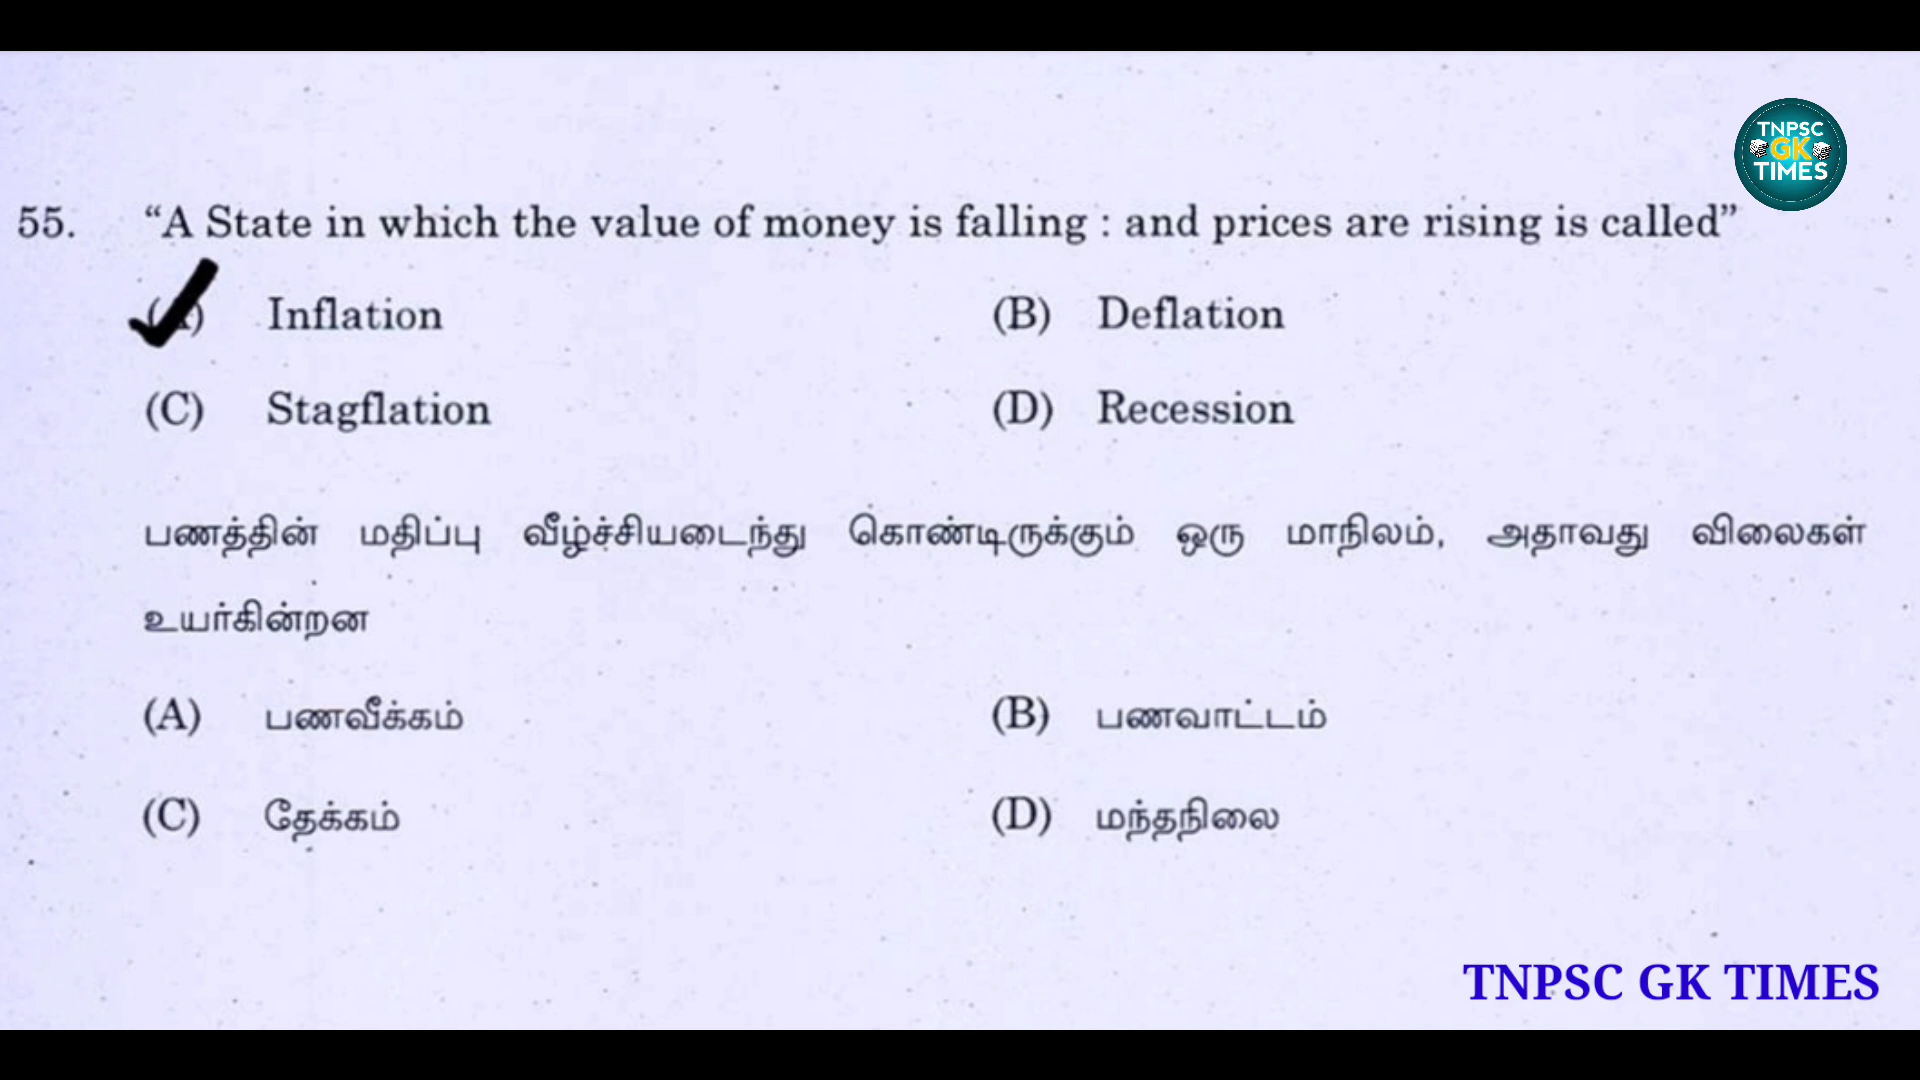 TNPSC
GK
TIMES
55. “A State in which the value of money is falling : and prices are rising is called”
(A) Inflation (B) Deflation
(C) Stagflation (D) Recession
பணத்தின் மதிப்பு வீழ்ச்சியடைந்து கொண்டிருக்கும் ஒரு மாநிலம், அதாவது விலைகள்
உயர்கின்றன
(A) பணவீக்கம் (B) பணவாட்டம்
(C) தேக்கம் (D) மந்தநிலை
TNPSC GK TIMES